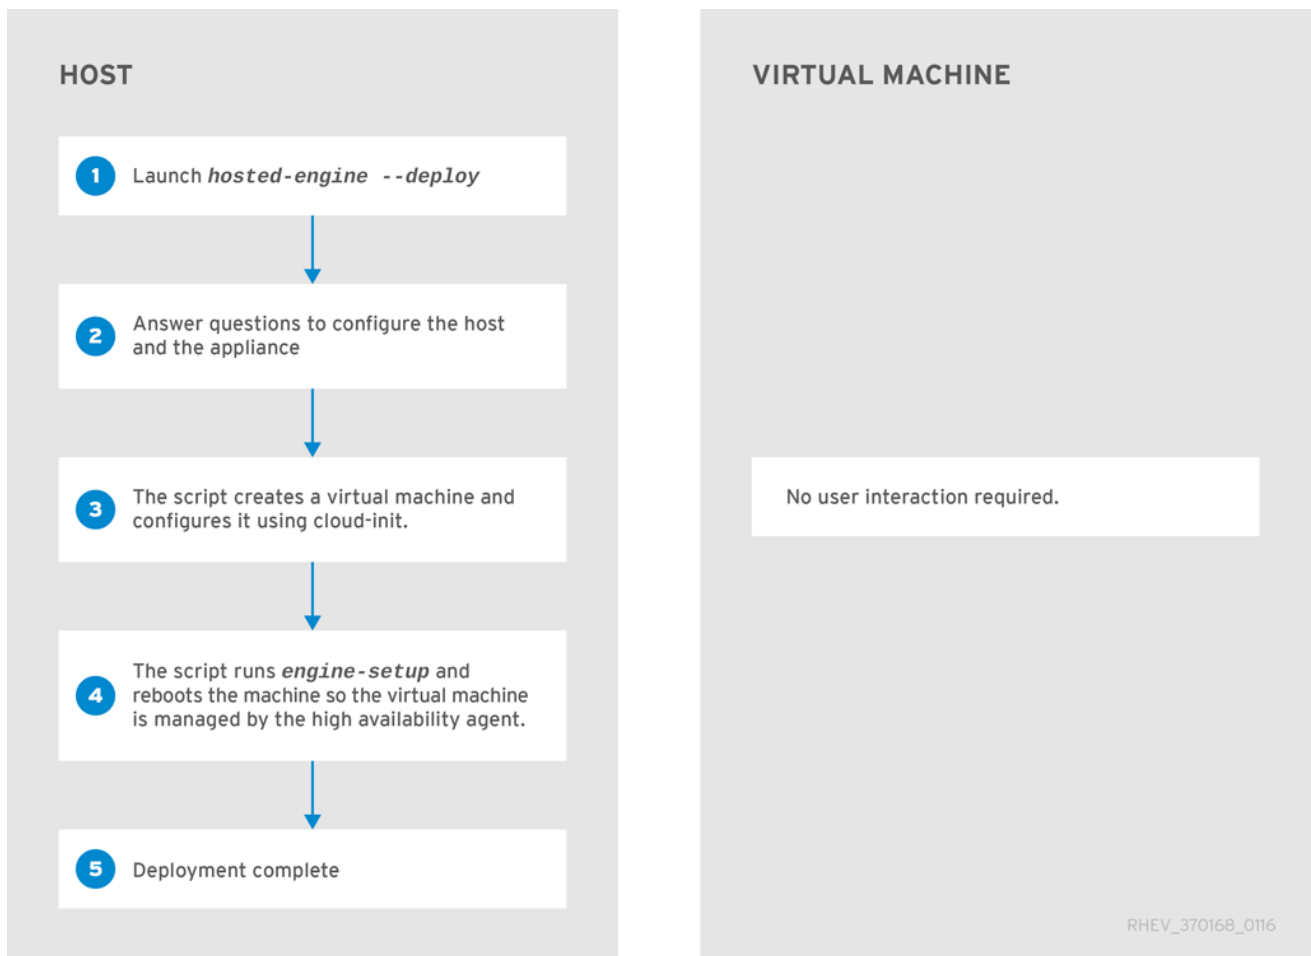 HOST
1
Launch hosted-engine --deploy
2
Answer questions to configure the host
and the appliance
3
The script creates a virtual machine and
configures it using cloud-init.
4
The script runs engine-setup and
reboots the machine so the virtual machine
is managed by the high availability agent.
5
Deployment complete
VIRTUAL MACHINE
No user interaction required.
RHEV_370168_0116